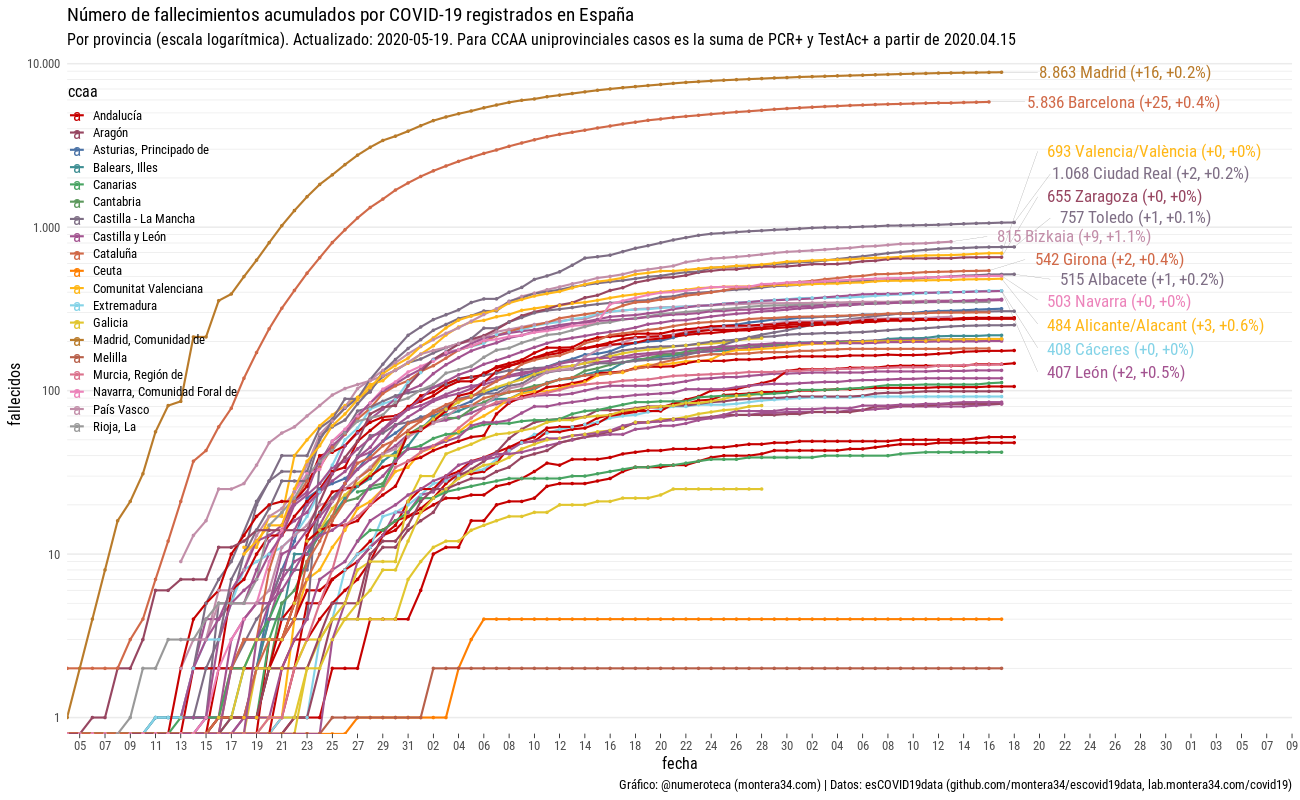 Número de fallecimientos acumulados por COVID-19 registrados en España
Por provincia (escala logarítmica). Actualizado: 2020-05-19. Para CCAA uniprovinciales casos es la suma de PCR+ y TestAc+ a partir de 2020.04.15
fallecidos
10.000
1.000
100
10
1
ccaa
Andalucía
Aragón
Asturias, Principado de
Balears, Illes
Canarias
Cantabria
Castilla - La Mancha
Castilla y León
Cataluña
Ceuta
Comunitat Valenciana
Extremadura
Galicia
Madrid, Comunidad de
Melilla
Murcia, Región de
Navarra, Comunidad Foral de
País Vasco
Rioja, La
8.863 Madrid (+16, +0.2%)
5.836 Barcelona (+25, +0.4%)
693 Valencia/València (+0, +0%)
1.068 Ciudad Real (+2, +0.2%)
655 Zaragoza (+0, +0%)
757 Toledo (+1, +0.1%)
815 Bizkaia (+9, +1.1%)
542 Girona (+2, +0.4%)
515 Albacete (+1, +0.2%)
503 Navarra (+0, +0%)
484 Alicante/Alacant (+3, +0.6%)
408 Cáceres (+0, +0%)
407 León (+2, +0.5%)
05 07 09 11 13 15 17 19 21 23 25 27 29 31 02 04 06 08 10 12 14 16 18 20 22 24 26 28 30 02 04 06 08 10 12 14 16 18 20 22 24 26 28 30 01 03 05 07 09
fecha
Gráfico: @numeroteca (montera34.com) | Datos: esCOVID19data (github.com/montera34/escovid19data, lab.montera34.com/covid19)